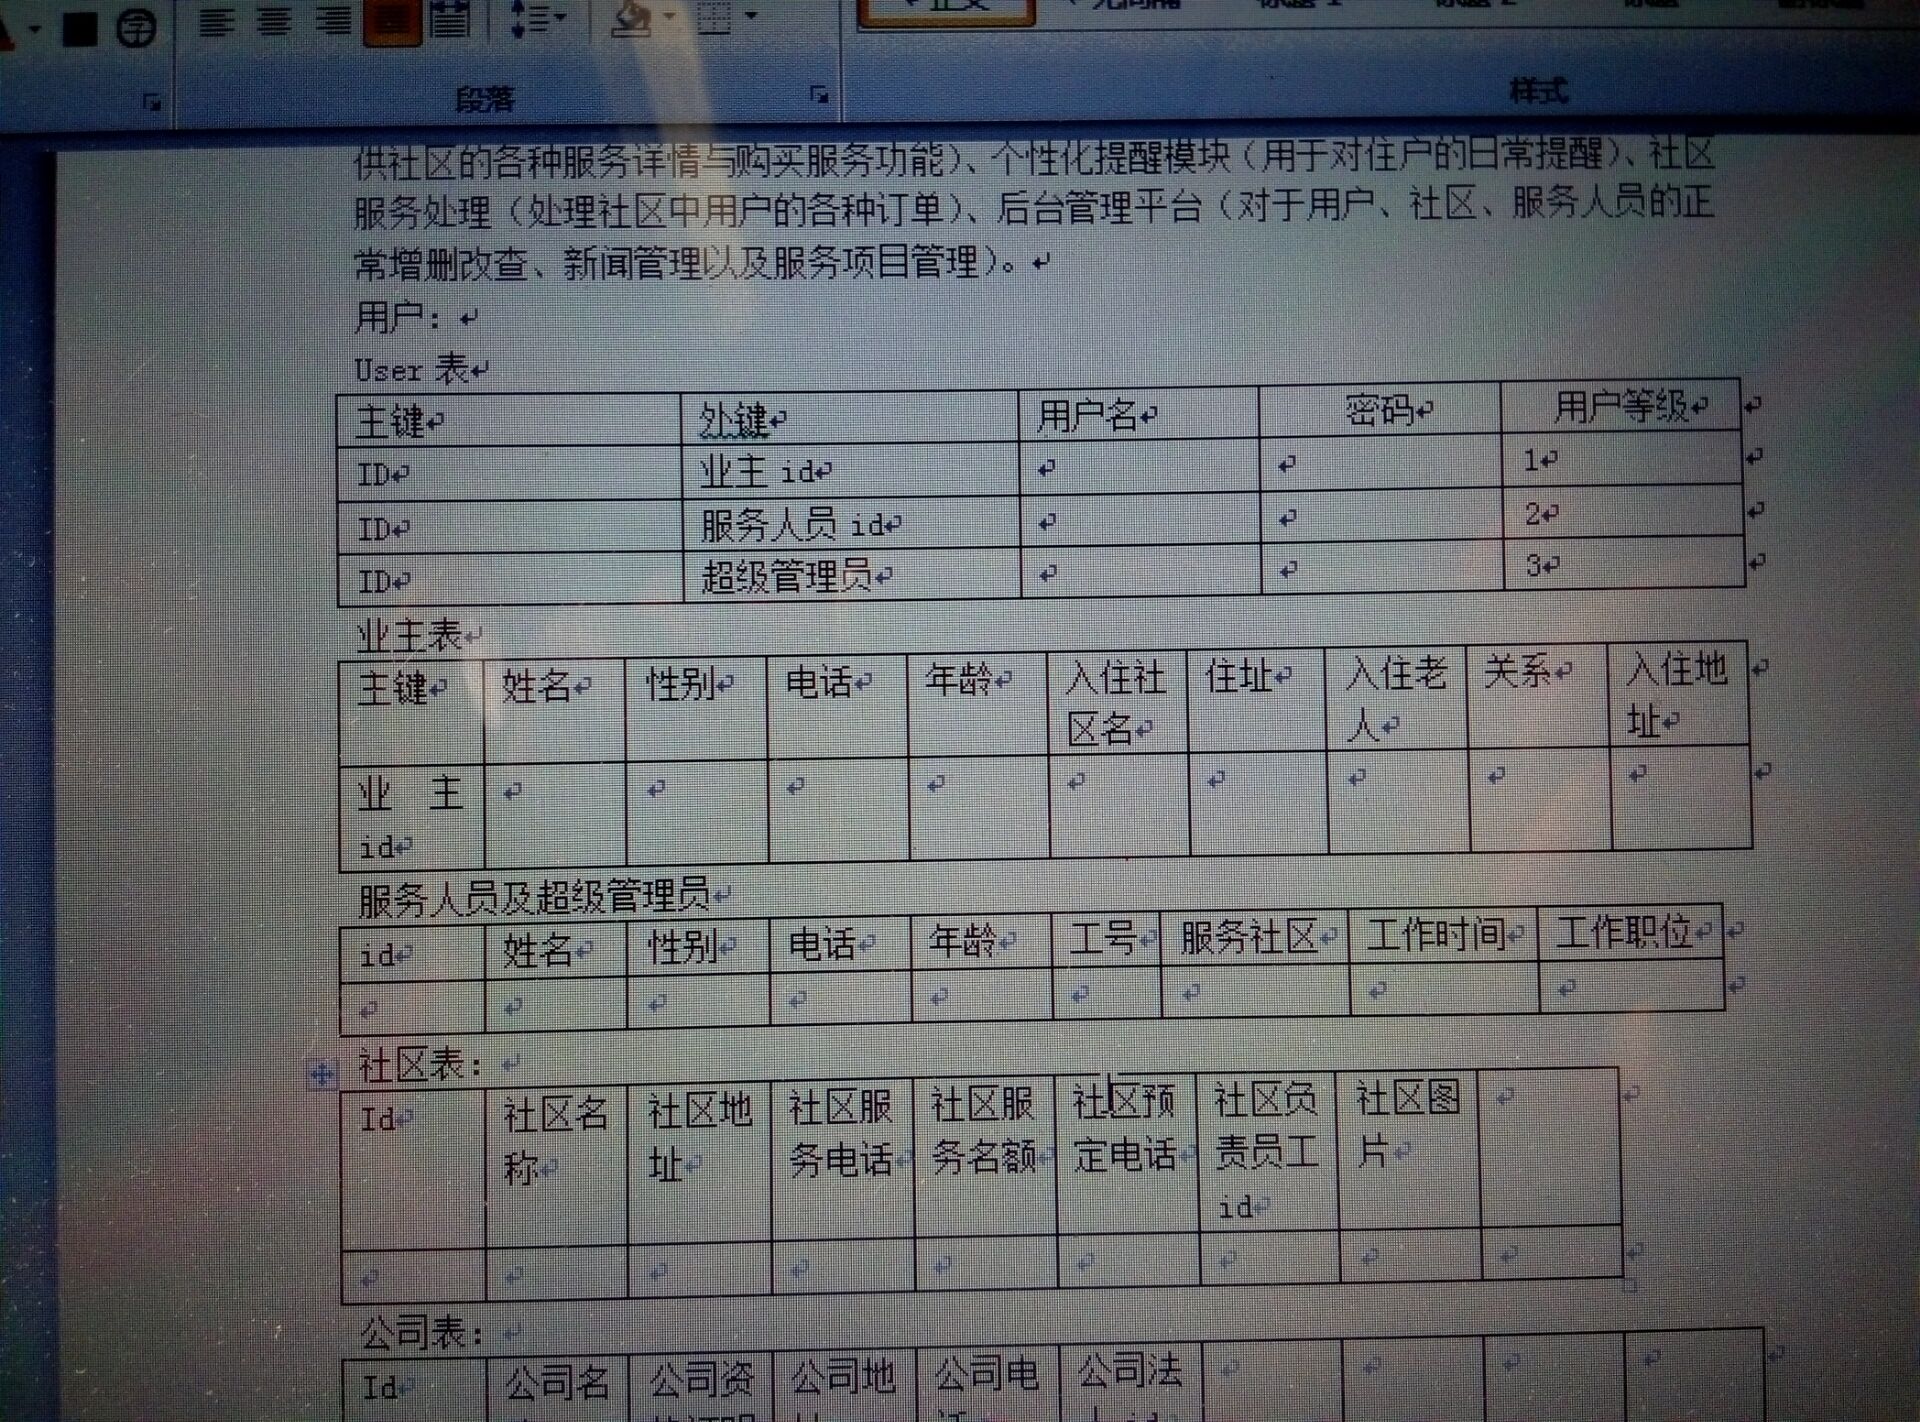 段落
样式
供社区的各种服务详情与购买服务功能）、个性化提醒模块（用于对住户的日常提醒）、社区
服务处理（处理社区中用户的各种订单）、后台管理平台（对于用户、社区、服务人员的正
常增删改查、新闻管理以及服务项目管理）。
用户：
User 表
主键 处键 用户名 密码 用户等级
ID 业主 id 1
ID 服务人员 id 2
ID 超级管理员 3
业主表
主键 姓名 性别 电话 年龄 入住社 住址 入住老 关系 入住地
区名 人 址
业 主
id
服务人员及超级管理员
id 姓名 性别 电话 年龄 工号 服务社区 工作时间 工作职位
社区表：
Id 社区名 社区地 社区服 社区服 社区预 社区负 社区图
称 址 务电话 务名额 定电话 责员工 片
id
公司表：
Id 公司名 公司资 公司地 公司电 公司法